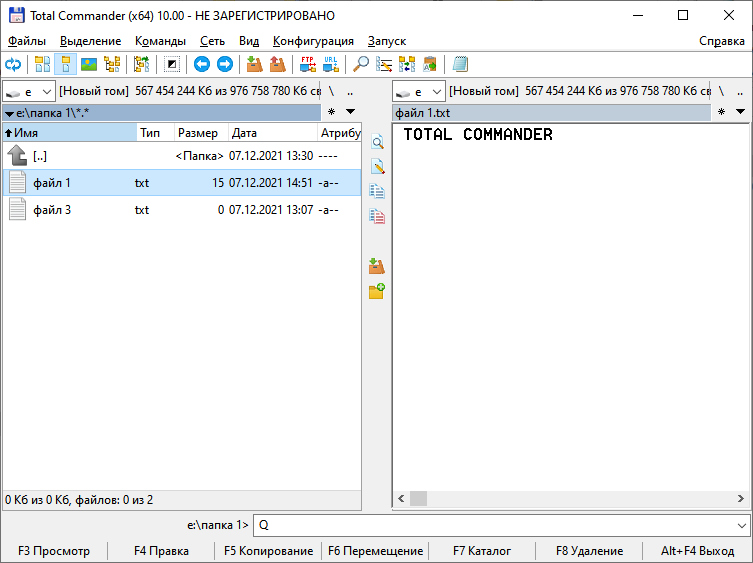 Total Commander (x64) 10.00 - НЕ ЗАРЕГИСТРИРОВАНО
Файлы Выделение Команды Сеть Вид Конфигурация Запуск Справка
FTP URL
e [Новый том] 567 454 244 Кб из 976 758 780 Кб св \ .. e [Новый том] 567 454 244 Кб из 976 758 780 Кб св \ ..
e:\папка 1\*.* * файл 1.txt *
Имя Тип Размер Дата Атрибу
TOTAL COMMANDER
[..] <Папка> 07.12.2021 13:30 ----
файл 1 txt 15 07.12.2021 14:51 -a--
файл 3 txt 0 07.12.2021 13:07 -a--
0 Кб из 0 Кб, файлов: 0 из 2
e:\папка 1> Q
F3 Просмотр F4 Правка F5 Копирование F6 Перемещение F7 Каталог F8 Удаление Alt+F4 Выход